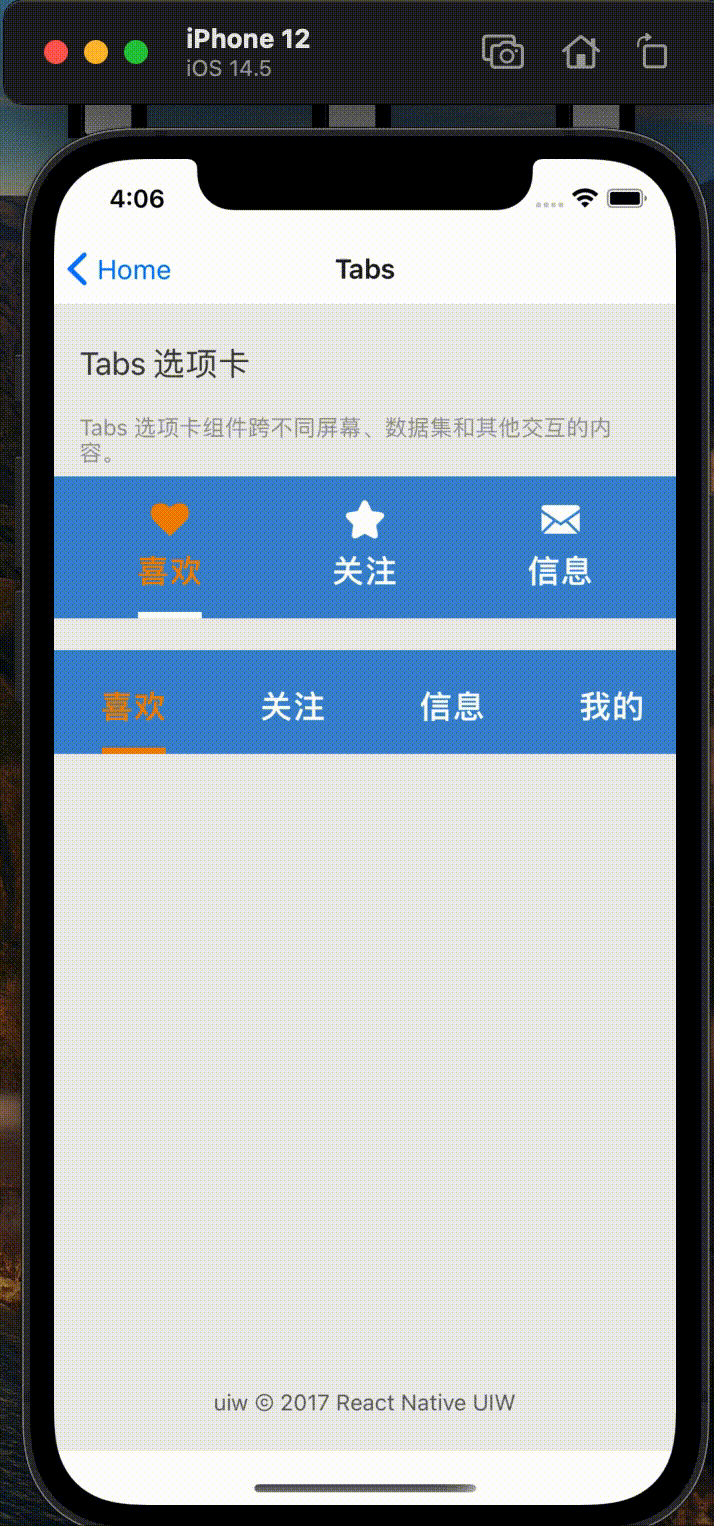 iPhone 12
iOS 14.5
4:06
Home
Tabs
Tabs 选项卡
Tabs 选项卡组件跨不同屏幕、数据集和其他交互的内
容。
喜欢 关注 信息
喜欢 关注 信息 我的
uiw © 2017 React Native UIW